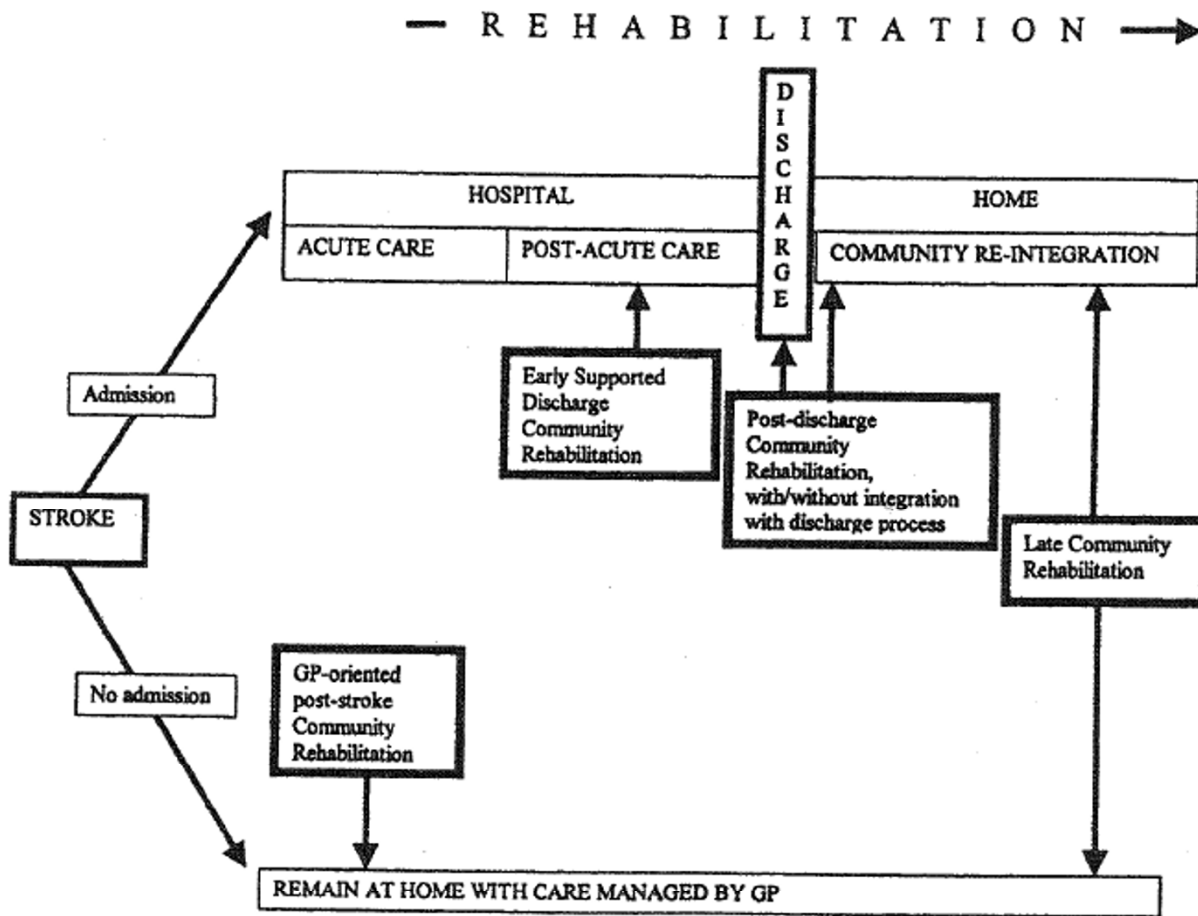 REHABILITATION
DISCHARGE
HOSPITAL
HOME
ACUTE CARE
POST-ACUTE CARE
COMMUNITY RE-INTEGRATION
Early Supported
Discharge
Community
Rehabilitation
Post-discharge
Community
Rehabilitation,
with/without integration
with discharge process
Admission
STROKE
Late Community
Rehabilitation
No admission
GP-oriented
post-stroke
Community
Rehabilitation
REMAIN AT HOME WITH CARE MANAGED BY GP